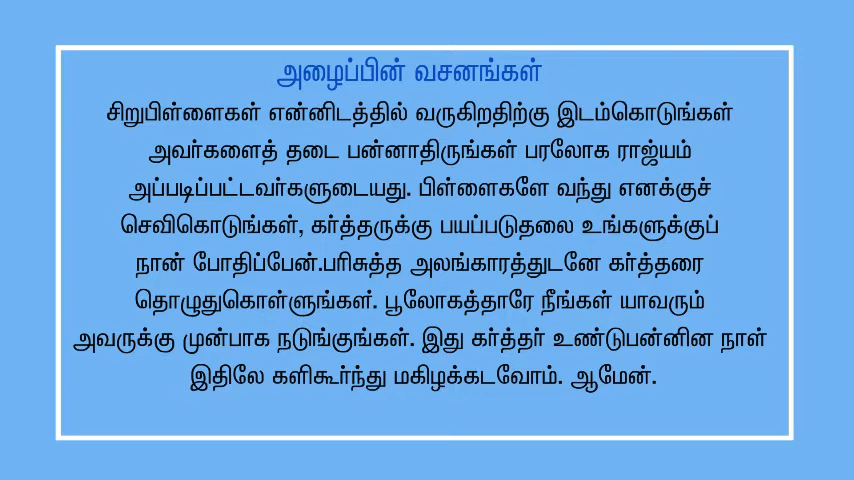 அழைப்பின் வசனங்கள்
சிறுபிள்ளைகள் என்னிடத்தில் வருகிறதிற்கு இடம்கொடுங்கள்
அவர்களைத் தடை பன்னாதிருங்கள் பரலோக ராஜ்யம்
அப்படிப்பட்டவர்களுடையது. பிள்ளைகளே வந்து எனக்குச்
செவிகொடுங்கள், கர்த்தருக்கு பயப்படுதலை உங்களுக்குப்
நான் போதிப்பேன்.பரிசுத்த அலங்காரத்துடனே கர்த்தரை
தொழுதுகொள்ளுங்கள். பூலோகத்தாரே நீங்கள் யாவரும்
அவருக்கு முன்பாக நடுங்குங்கள். இது கர்த்தர் உண்டுபன்னின நாள்
இதிலே களிகூர்ந்து மகிழக்கடவோம். ஆமேன்.